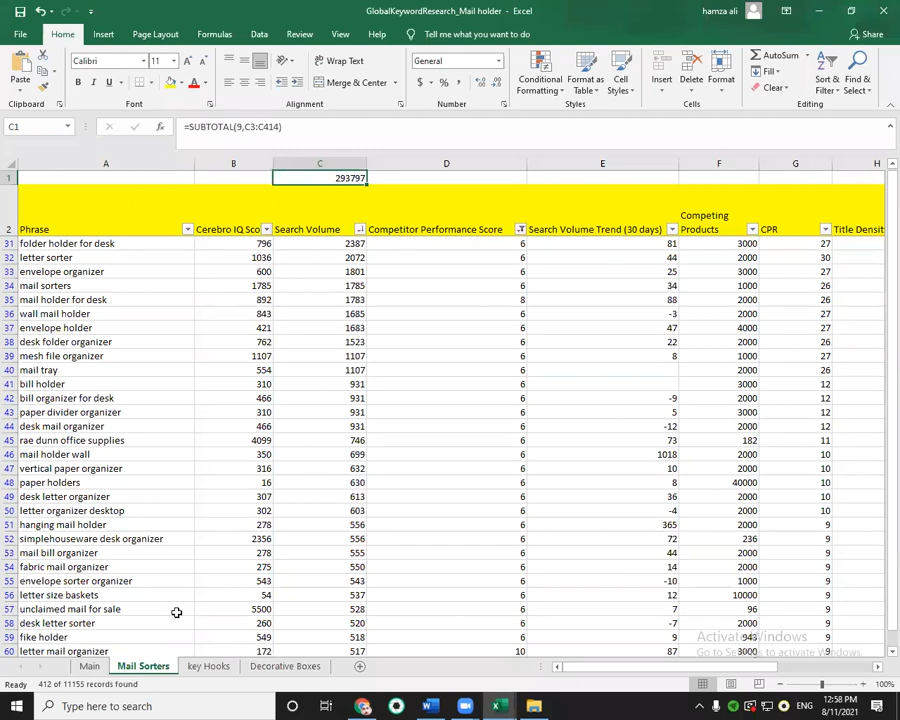 GlobalKeywordResearch_Mail holder - Excel
hamza ali
File Home Insert Page Layout Formulas Data Review View Help Tell me what you want to do Share
Paste
Calibri 11
B I U
Wrap Text
Merge & Center
General
$ % ,
Conditional Formatting
Format as Table
Cell Styles
Insert Delete Format
AutoSum
Fill
Clear
Sort & Filter
Find & Select
Clipboard Font Alignment Number Styles Cells Editing
C1 fx =SUBTOTAL(9,C3:C414)
A B C D E F G H
1 293797
2 Phrase Cerebro IQ Sco Search Volume Competitor Performance Score Search Volume Trend (30 days) Competing Products CPR Title Densit
31 folder holder for desk 796 2387 6 81 3000 27
32 letter sorter 1036 2072 6 44 2000 30
33 envelope organizer 600 1801 6 25 3000 27
34 mail sorters 1785 1785 6 34 1000 26
35 mail holder for desk 892 1783 8 88 2000 26
36 wall mail holder 843 1685 6 -3 2000 27
37 envelope holder 421 1683 6 47 4000 27
38 desk folder organizer 762 1523 6 22 2000 26
39 mesh file organizer 1107 1107 6 8 1000 27
40 mail tray 554 1107 6 2000 26
41 bill holder 310 931 6 3000 12
42 bill organizer for desk 466 931 6 -9 2000 12
43 paper divider organizer 310 931 6 5 3000 12
44 desk mail organizer 466 931 6 -12 2000 12
45 rae dunn office supplies 4099 746 6 73 182 11
46 mail holder wall 350 699 6 1018 2000 10
47 vertical paper organizer 316 632 6 10 2000 10
48 paper holders 16 630 6 8 40000 10
49 desk letter organizer 307 613 6 36 2000 10
50 letter organizer desktop 302 603 6 -4 2000 10
51 hanging mail holder 278 556 6 365 2000 9
52 simplehouseware desk organizer 2356 556 6 72 236 9
53 mail bill organizer 278 555 6 44 2000 9
54 fabric mail organizer 275 550 6 14 2000 9
55 envelope sorter organizer 543 543 6 -10 1000 9
56 letter size baskets 54 537 6 12 10000 9
57 unclaimed mail for sale 5500 528 6 7 96 9
58 desk letter sorter 260 520 6 -7 2000 9
59 fike holder 549 518 6 9 943 9
60 letter mail organizer 172 517 10 87 3000 9
Activate Windows
Go to Settings to activate Windows.
Main Mail Sorters key Hooks Decorative Boxes
Ready 412 of 11155 records found 100%
Type here to search
ENG
12:58 PM
8/11/2021